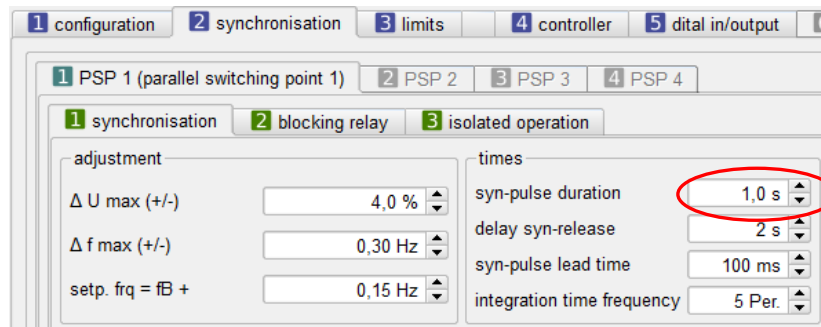 1 configuration 2 synchronisation 3 limits 4 controller 5 dital in/output
1 PSP 1 (parallel switching point 1) 2 PSP 2 3 PSP 3 4 PSP 4
1 synchronisation 2 blocking relay 3 isolated operation
adjustment
Δ U max (+/-) 4,0 %
Δ f max (+/-) 0,30 Hz
setp. frq = fB + 0,15 Hz
times
syn-pulse duration 1,0 s
delay syn-release 2 s
syn-pulse lead time 100 ms
integration time frequency 5 Per.